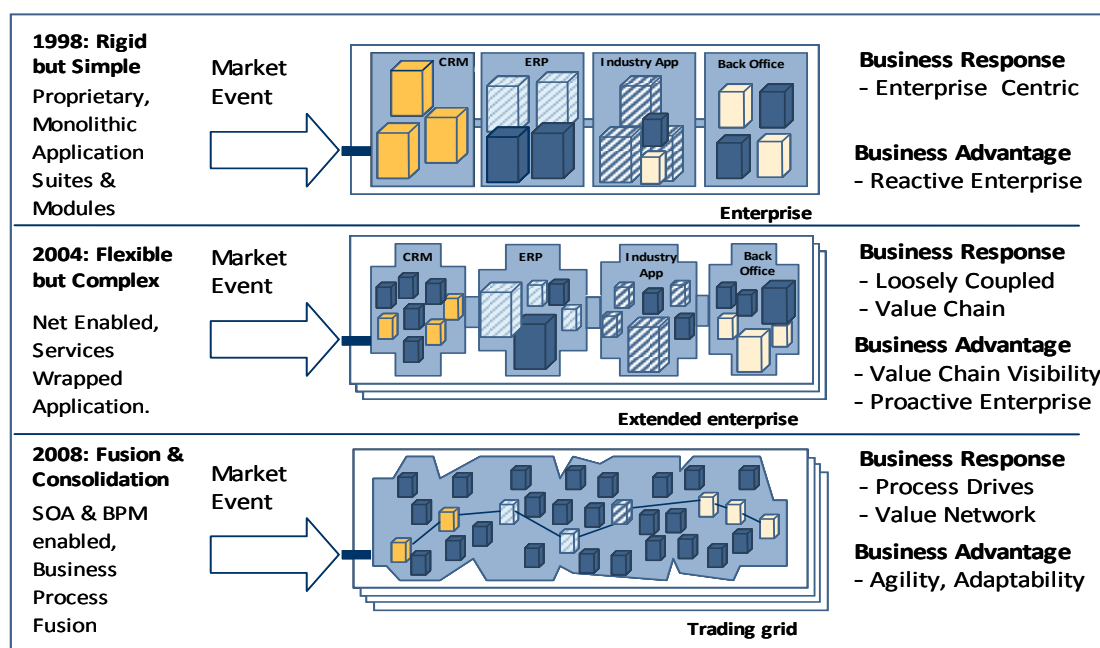 1998: Rigid
but Simple
Proprietary,
Monolithic
Application
Suites &
Modules
Market
Event
CRM
ERP
Industry App
Back Office
Enterprise
Business Response
- Enterprise Centric
Business Advantage
- Reactive Enterprise
2004: Flexible
but Complex
Net Enabled,
Services
Wrapped
Application.
Market
Event
CRM
ERP
Industry
App
Back
Office
Extended enterprise
Business Response
- Loosely Coupled
- Value Chain
Business Advantage
- Value Chain Visibility
- Proactive Enterprise
2008: Fusion &
Consolidation
SOA & BPM
enabled,
Business
Process
Fusion
Market
Event
Trading grid
Business Response
- Process Drives
- Value Network
Business Advantage
- Agility, Adaptability